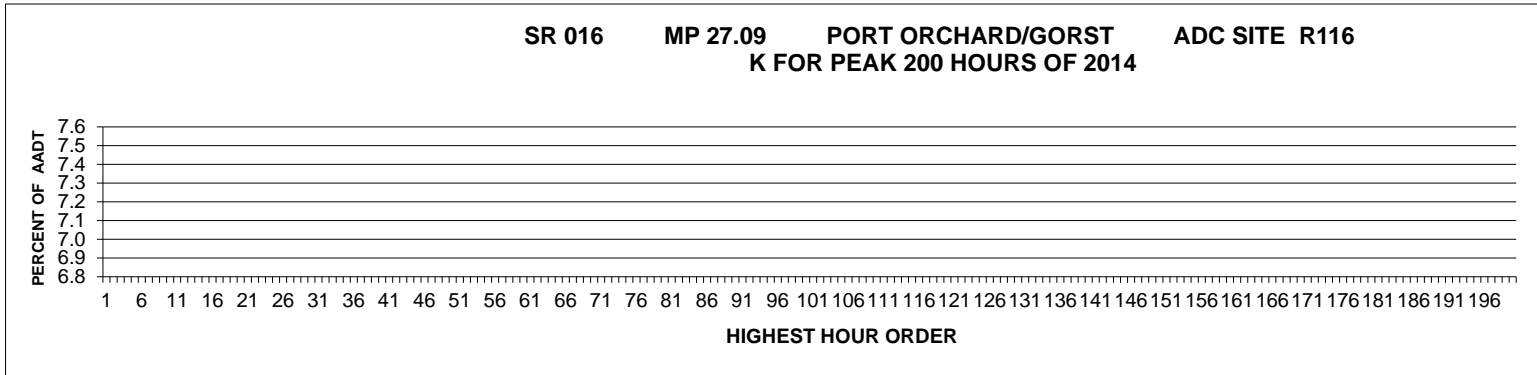 SR 016 MP 27.09 PORT ORCHARD/GORST ADC SITE R116
K FOR PEAK 200 HOURS OF 2014
PERCENT OF AADT
7.6
7.5
7.4
7.3
7.2
7.1
7.0
6.9
6.8
1 6 11 16 21 26 31 36 41 46 51 56 61 66 71 76 81 86 91 96 101 106 111 116 121 126 131 136 141 146 151 156 161 166 171 176 181 186 191 196
HIGHEST HOUR ORDER